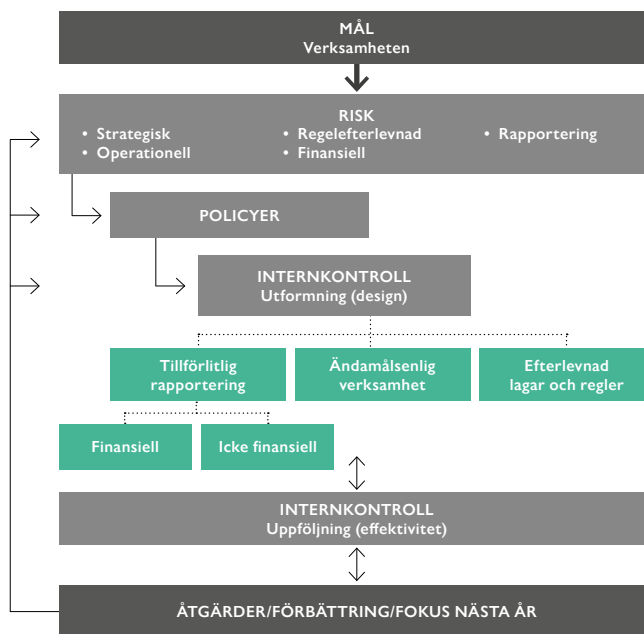 MÅL
Verksamheten
RISK
• Strategisk
• Operationell
• Regelefterlevnad
• Finansiell
• Rapportering
POLICYER
INTERNKONTROLL
Utformning (design)
Tillförlitlig
rapportering
Ändamålsenlig
verksamhet
Efterlevnad
lagar och regler
Finansiell
Icke finansiell
INTERNKONTROLL
Uppföljning (effektivitet)
ÅTGÄRDER/FÖRBÄTTRING/FOKUS NÄSTA ÅR